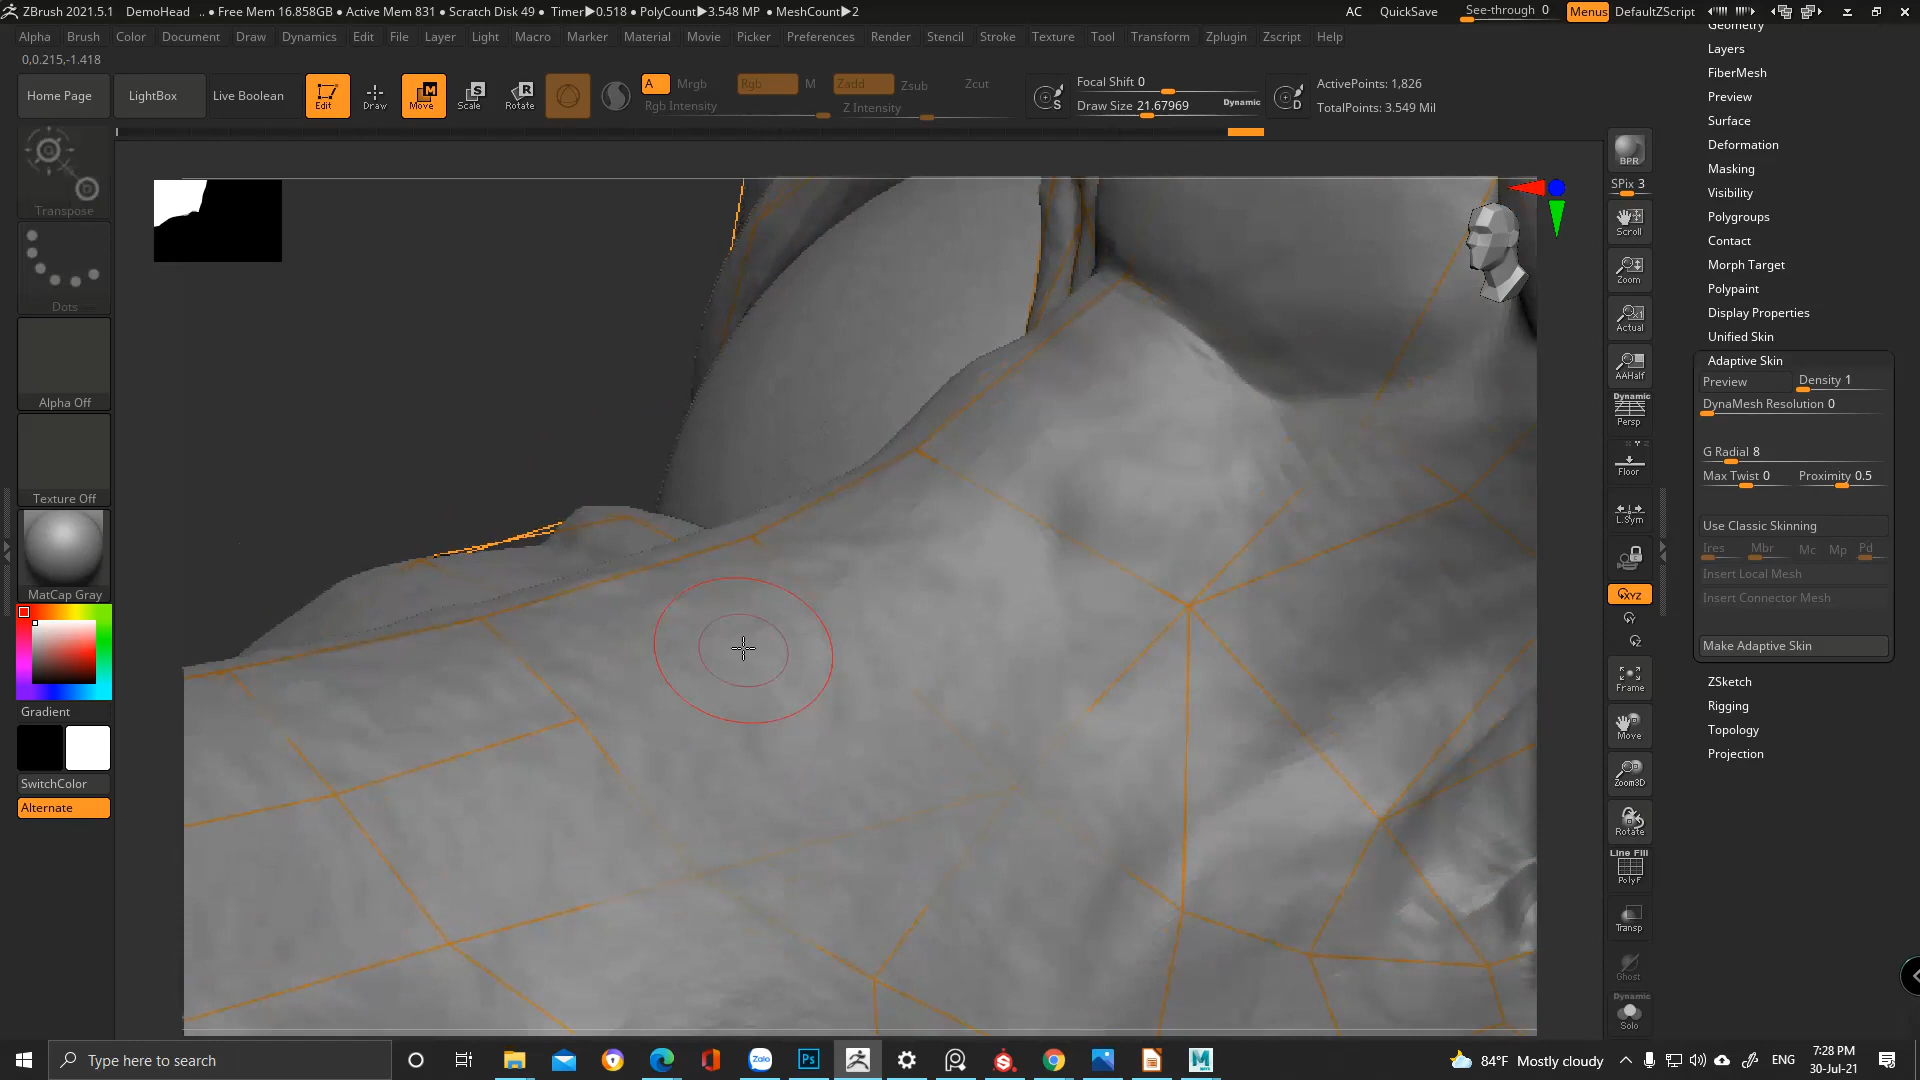 ZBrush 2021.5.1 DemoHead .. • Free Mem 16.858GB • Active Mem 831 • Scratch Disk 49 • Timer▶0.518 • PolyCount▶3.548 MP • MeshCount▶2 AC QuickSave See-through 0 Menus DefaultZScript
Alpha Brush Color Document Draw Dynamics Edit File Layer Light Macro Marker Material Movie Picker Preferences Render Stencil Stroke Texture Tool Transform Zplugin Zscript Help
0,0.215,-1.418
Home Page LightBox Live Boolean Edit Draw Move Scale Rotate
A Mrgb Rgb M Zadd Zsub Zcut
Rgb Intensity Z Intensity
Focal Shift 0
Draw Size 21.67969 Dynamic
S D
ActivePoints: 1,826
TotalPoints: 3.549 Mil
Transpose
Dots
Alpha Off
Texture Off
MatCap Gray
Gradient
SwitchColor
Alternate
BPR
SPix 3
Scroll
Zoom
Actual
AAHalf
Dynamic
Persp
Floor
L.Sym
XYZ
Y
Z
Frame
Move
Zoom3D
Rotate
Line Fill
PolyF
Transp
Ghost
Dynamic
Solo
Geometry
Layers
FiberMesh
Preview
Surface
Deformation
Masking
Visibility
Polygroups
Contact
Morph Target
Polypaint
Display Properties
Unified Skin
Adaptive Skin
Preview Density 1
DynaMesh Resolution 0
G Radial 8
Max Twist 0 Proximity 0.5
Use Classic Skinning
Ires Mbr Mc Mp Pd
Insert Local Mesh
Insert Connector Mesh
Make Adaptive Skin
ZSketch
Rigging
Topology
Projection
Type here to search
Zalo
Ps
84°F Mostly cloudy
ENG
7:28 PM
30-Jul-21